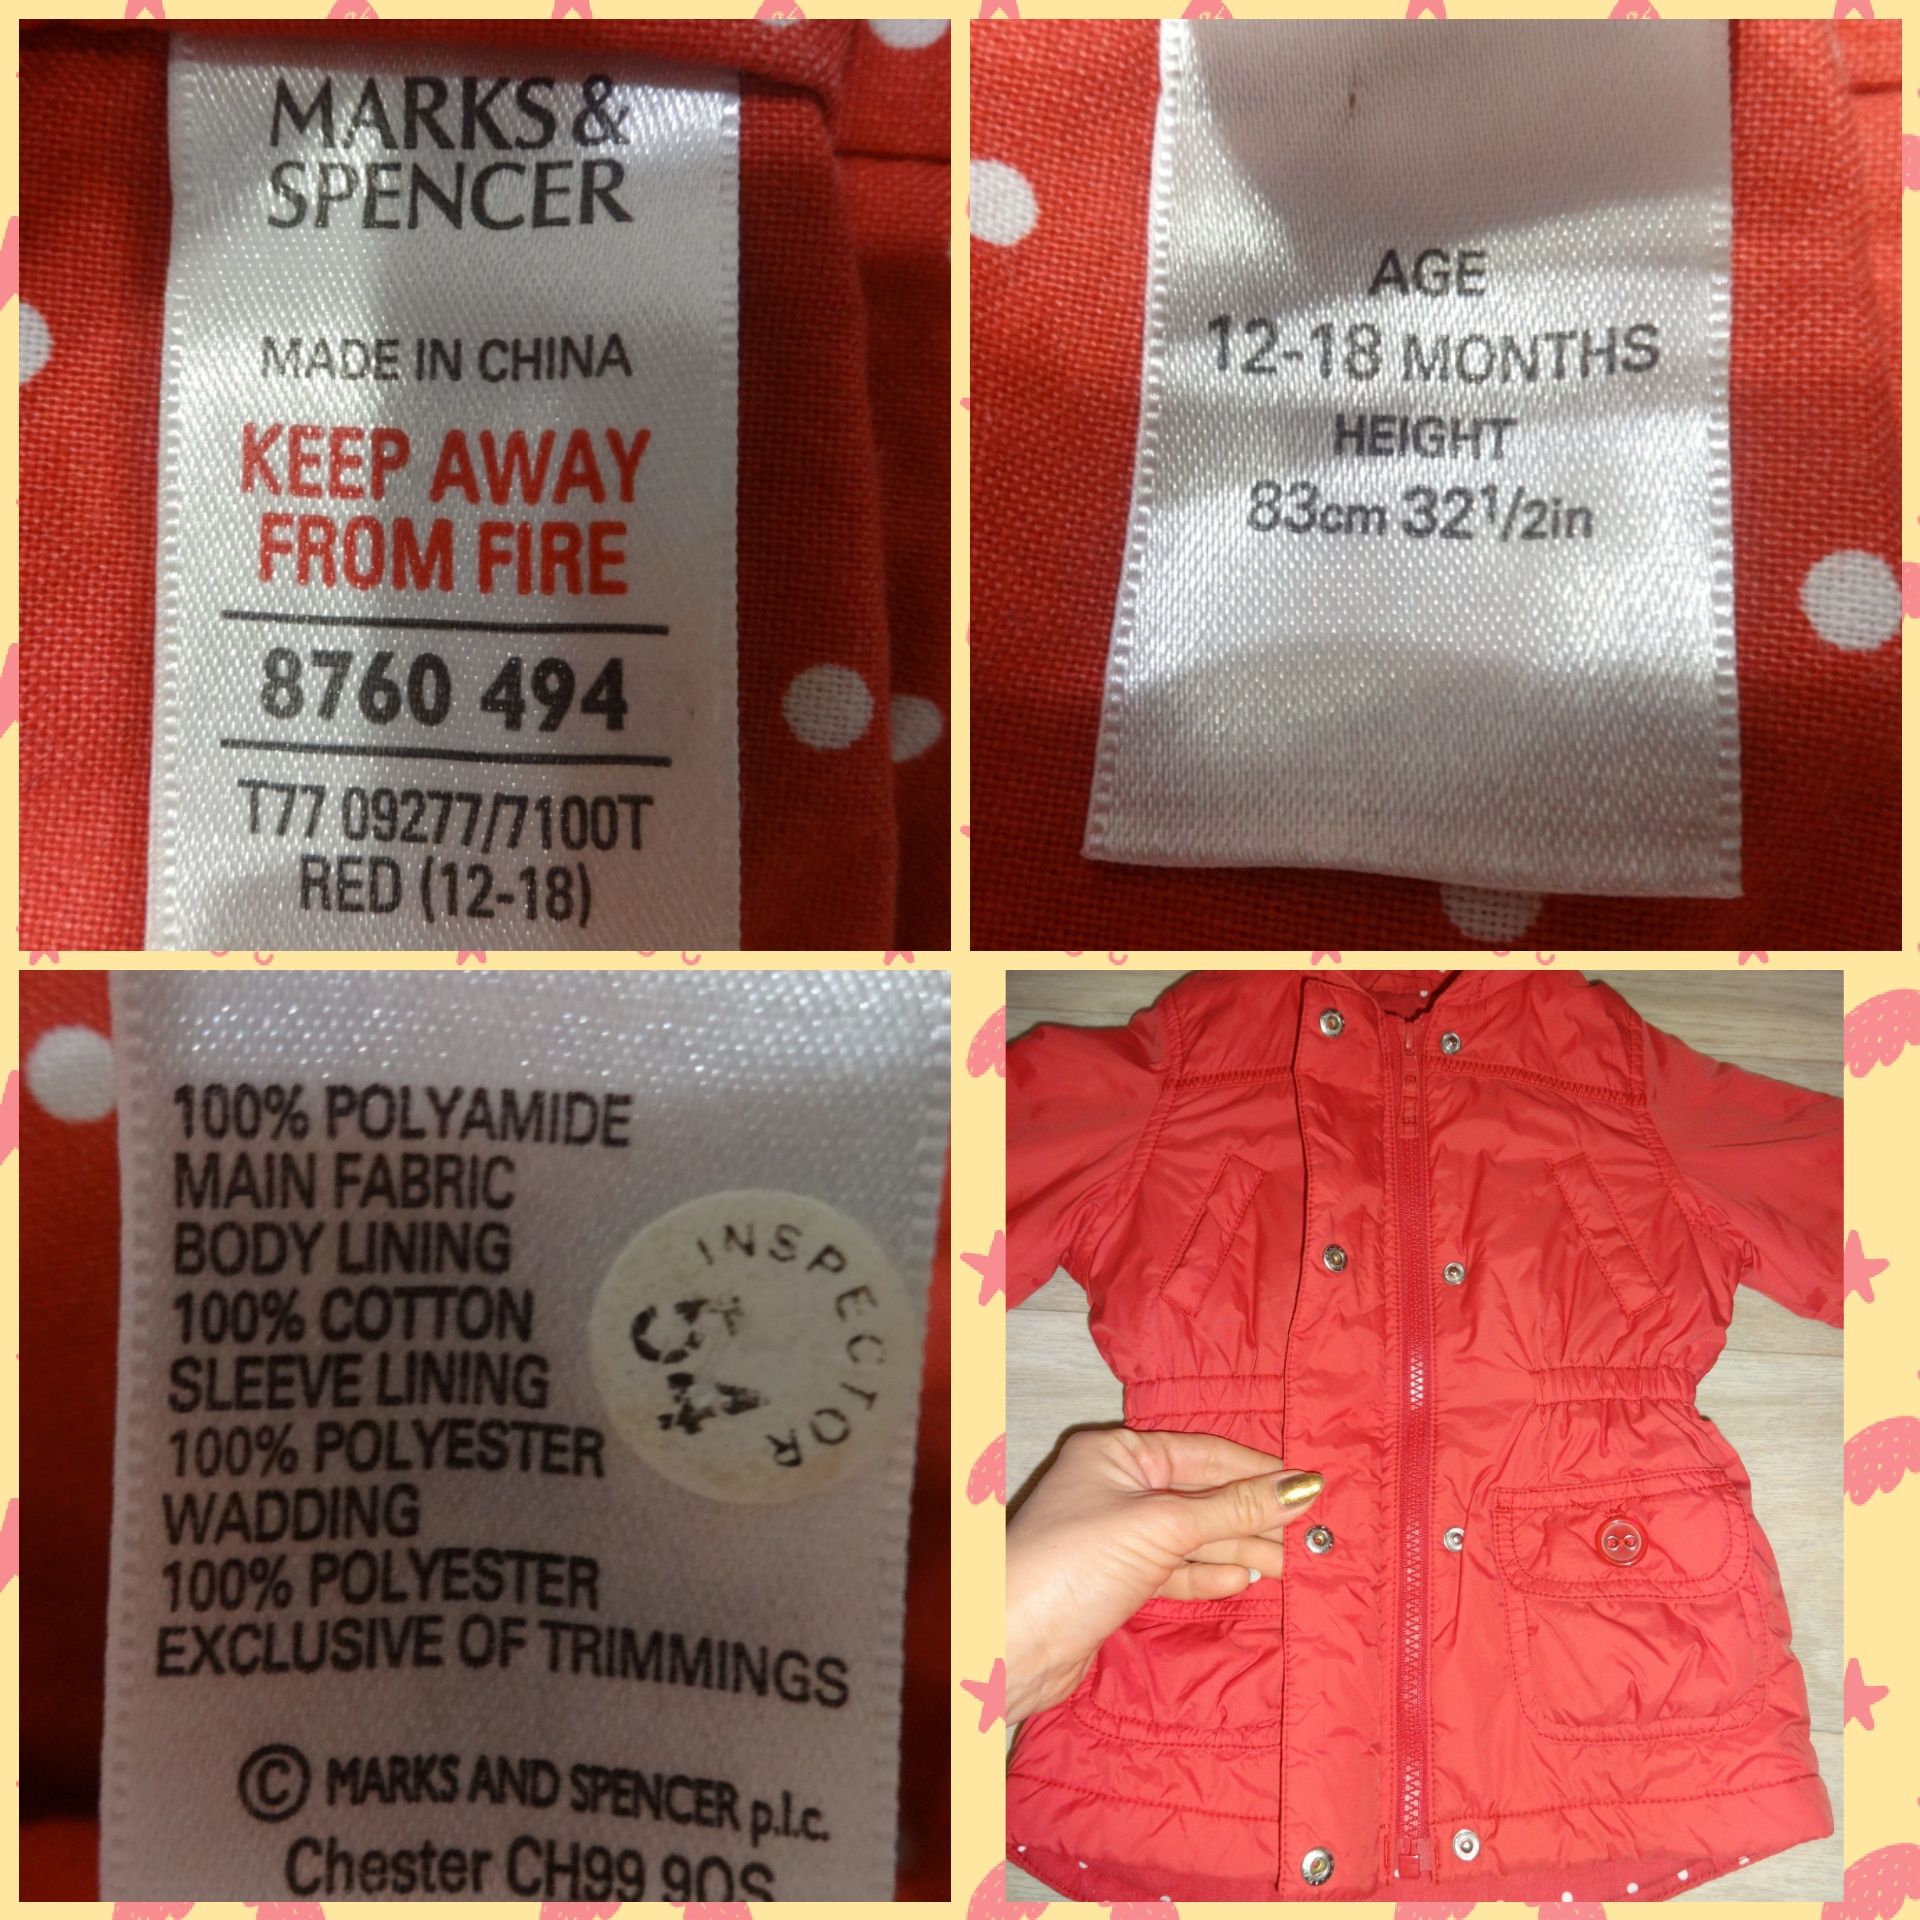 MARKS &
SPENCER
MADE IN CHINA
KEEP AWAY
FROM FIRE
8760 494
T77 09277/7100T
RED (12-18)
AGE
12-18 MONTHS
HEIGHT
83cm 321/2in
100% POLYAMIDE
MAIN FABRIC
BODY LINING
100% COTTON
SLEEVE LINING
100% POLYESTER
WADDING
100% POLYESTER
EXCLUSIVE OF TRIMMINGS
INSPECTOR
© MARKS AND SPENCER p.l.c.
Chester CH99 9QS